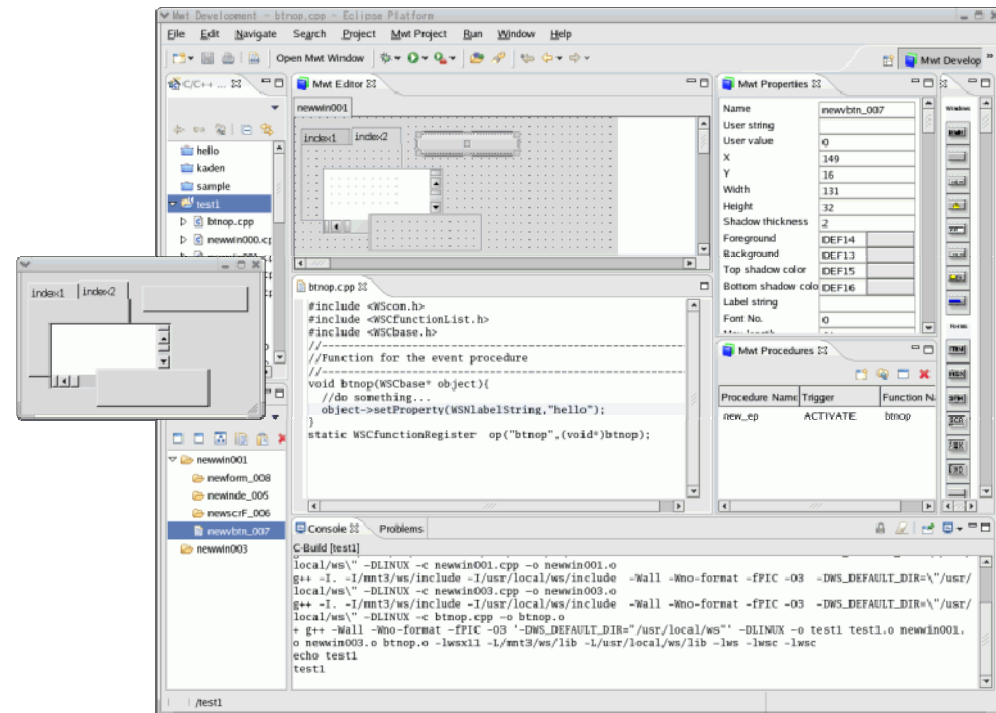 Mwt Development - btnop.cpp - Eclipse Platform
File Edit Navigate Search Project Mwt Project Run Window Help
Open Mwt Window
Mwt Develop
C/C++ ...
hello
kaden
sample
test1
btnop.cpp
newwin000.cp
Mwt Editor
newwin001
index1 index2
Mwt Properties
Name newvbtn_007
User string
User value 0
X 149
Y 16
Width 131
Height 32
Shadow thickness 2
Foreground IDEF14
Background IDEF13
Top shadow color IDEF15
Bottom shadow colo IDEF16
Label string
Font No. 0
Windows
Forms
index1 index2
btnop.cpp
#include <WScom.h>
#include <WSCfunctionList.h>
#include <WSCbase.h>
//----------------------------------------------------------
//Function for the event procedure
//----------------------------------------------------------
void btnop(WSCbase* object){
//do something...
object->setProperty(WSNlabelString,"hello");
}
static WSCfunctionRegister op("btnop",(void*)btnop);
Mwt Procedures
Procedure Name Trigger Function Na
new_ep ACTIVATE btnop
newwin001
newform_008
newinde_005
newscrF_006
newvbtn_007
newwin003
Console Problems
C-Build [test1]
local/ws\" -DLINUX -c newwin001.cpp -o newwin001.o
g++ -I. -I/mnt3/ws/include -I/usr/local/ws/include -Wall -Wno-format -fPIC -O3 -DWS_DEFAULT_DIR=\"/usr/
local/ws\" -DLINUX -c newwin003.cpp -o newwin003.o
g++ -I. -I/mnt3/ws/include -I/usr/local/ws/include -Wall -Wno-format -fPIC -O3 -DWS_DEFAULT_DIR=\"/usr/
local/ws\" -DLINUX -c btnop.cpp -o btnop.o
+ g++ -Wall -Wno-format -fPIC -O3 '-DWS_DEFAULT_DIR="/usr/local/ws"' -DLINUX -o test1 test1.o newwin001.
o newwin003.o btnop.o -lwsx11 -L/mnt3/ws/lib -L/usr/local/ws/lib -lws -lwsc -lwsc
echo test1
test1
/test1